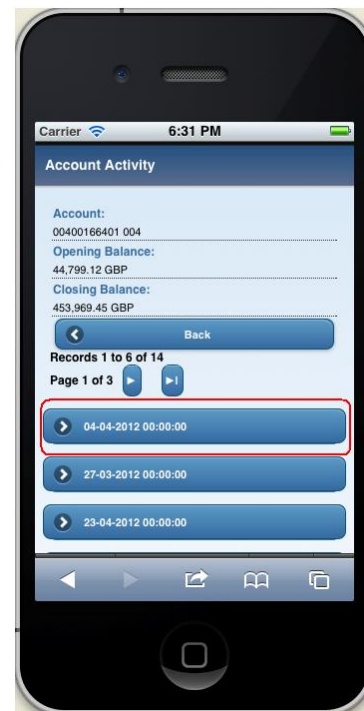 Carrier 6:31 PM
Account Activity
Account:
00400166401 004
Opening Balance:
44,799.12 GBP
Closing Balance:
453,969.45 GBP
Back
Records 1 to 6 of 14
Page 1 of 3
04-04-2012 00:00:00
27-03-2012 00:00:00
23-04-2012 00:00:00